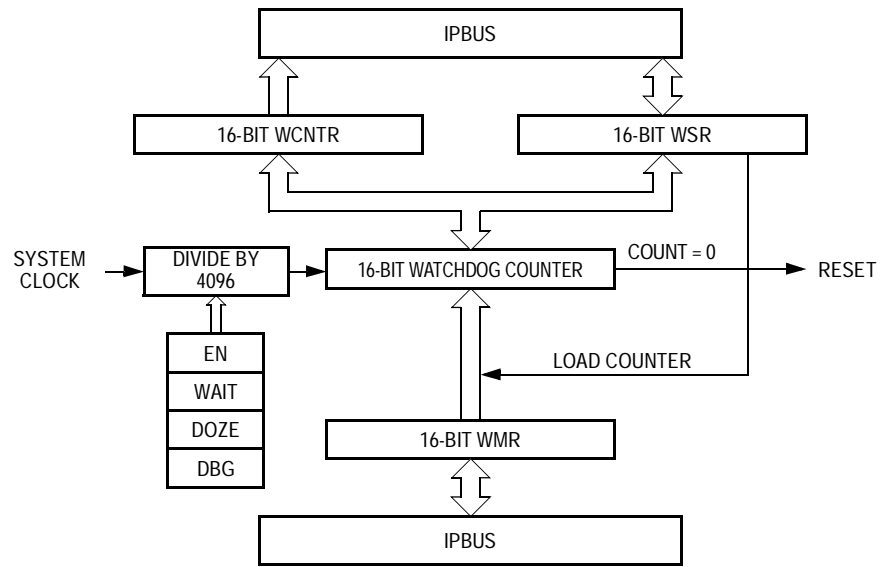 IPBUS
16-BIT WCNTR
16-BIT WSR
SYSTEM
CLOCK
DIVIDE BY
4096
16-BIT WATCHDOG COUNTER
COUNT = 0
RESET
EN
WAIT
DOZE
DBG
LOAD COUNTER
16-BIT WMR
IPBUS